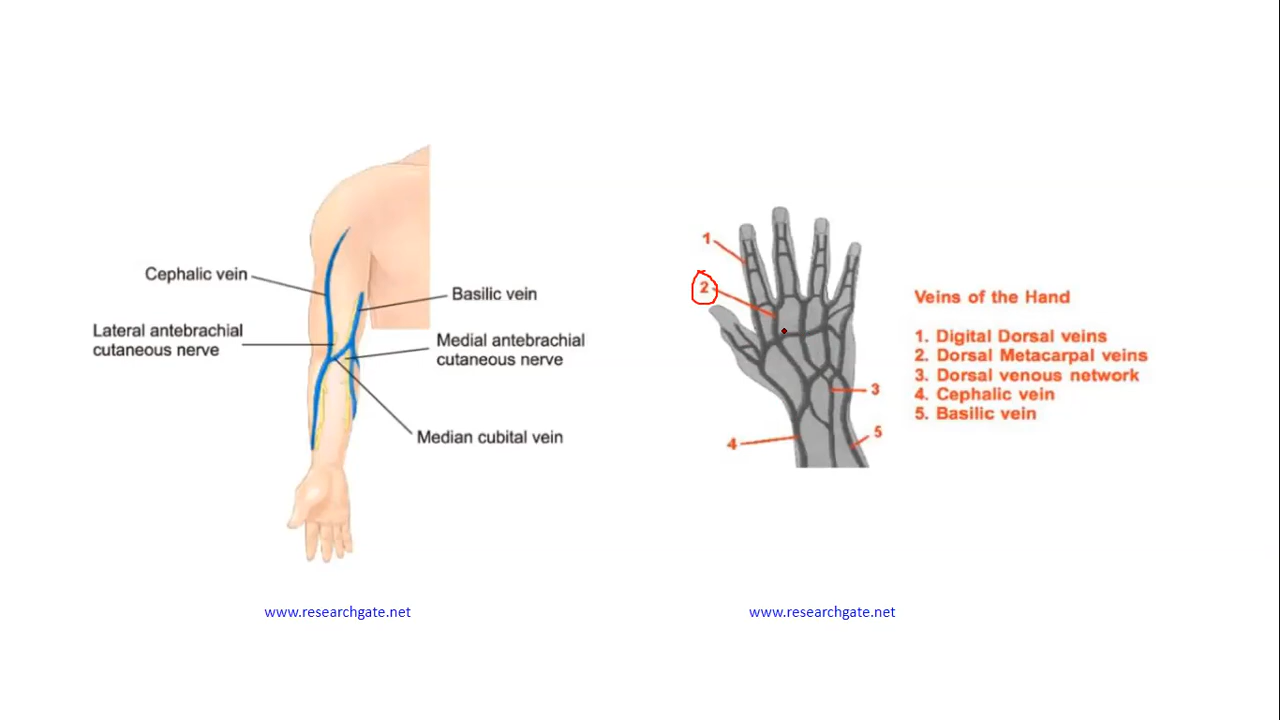 Cephalic vein
Basilic vein
Lateral antebrachial
cutaneous nerve
Medial antebrachial
cutaneous nerve
Median cubital vein
www.researchgate.net
1
2
3
4
5
Veins of the Hand
1. Digital Dorsal veins
2. Dorsal Metacarpal veins
3. Dorsal venous network
4. Cephalic vein
5. Basilic vein
www.researchgate.net